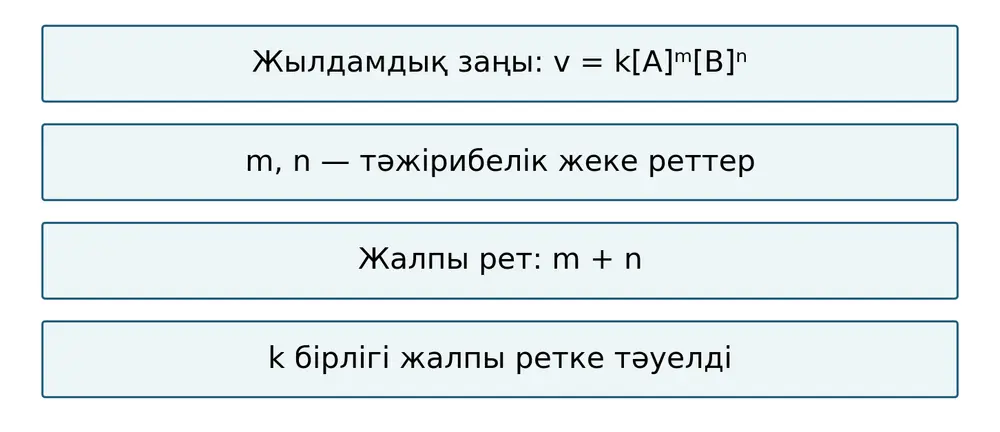 Жылдамдық заңы: v = k[A]ᵐ[B]ⁿ
m, n — тәжірибелік жеке реттер
Жалпы рет: m + n
k бірлігі жалпы ретке тәуелді